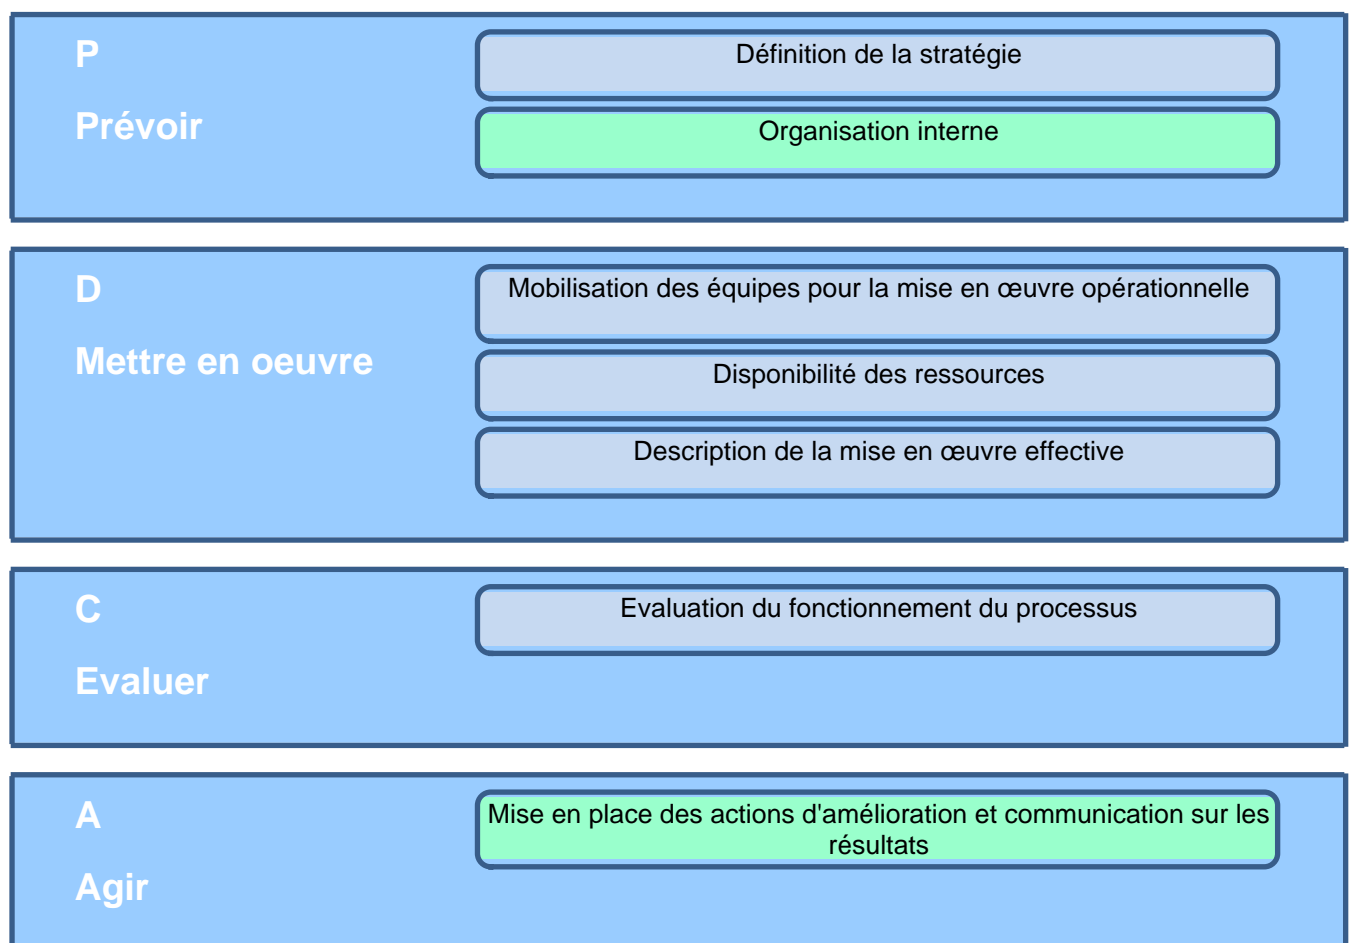 P
Prévoir
Définition de la stratégie
Organisation interne
D
Mettre en oeuvre
Mobilisation des équipes pour la mise en œuvre opérationnelle
Disponibilité des ressources
Description de la mise en œuvre effective
C
Evaluer
Evaluation du fonctionnement du processus
A
Agir
Mise en place des actions d'amélioration et communication sur les
résultats